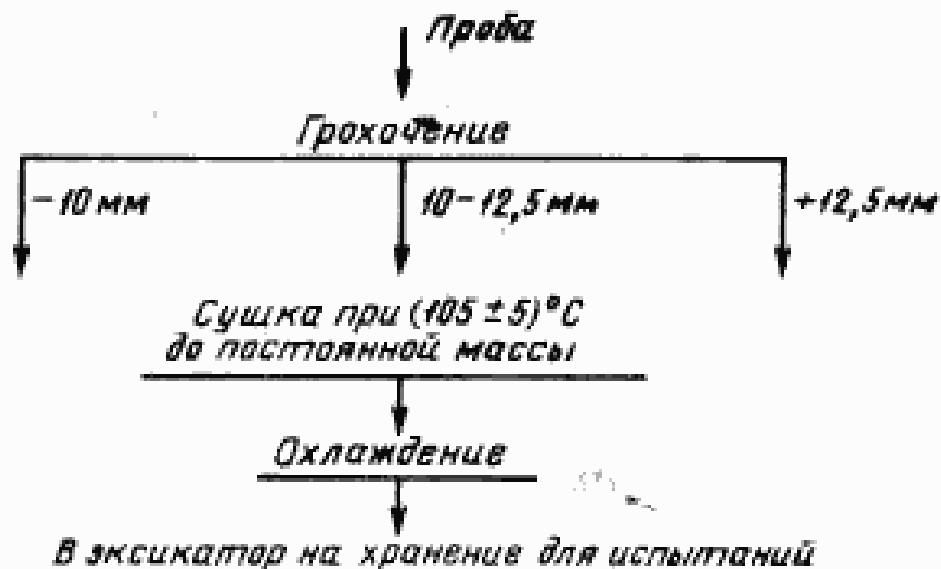 Проба
Грохочение
-10 мм
10-12,5 мм
+12,5 мм
Сушка при (105 ± 5)°C
до постоянной массы
Охлаждение
В эксикатор на хранение для испытаний